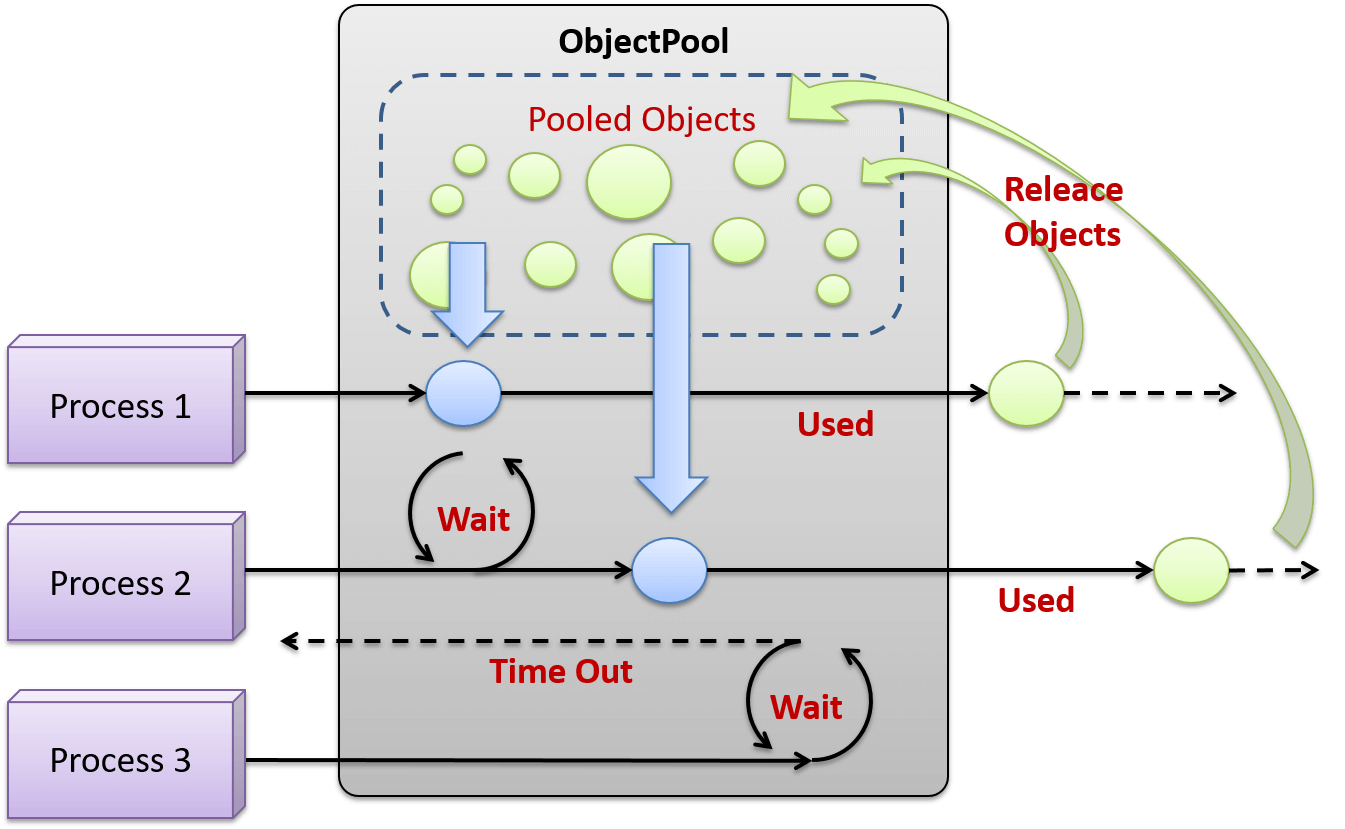 ObjectPool
Pooled Objects
Releace
Objects
Process 1
Used
Wait
Process 2
Used
Time Out
Wait
Process 3